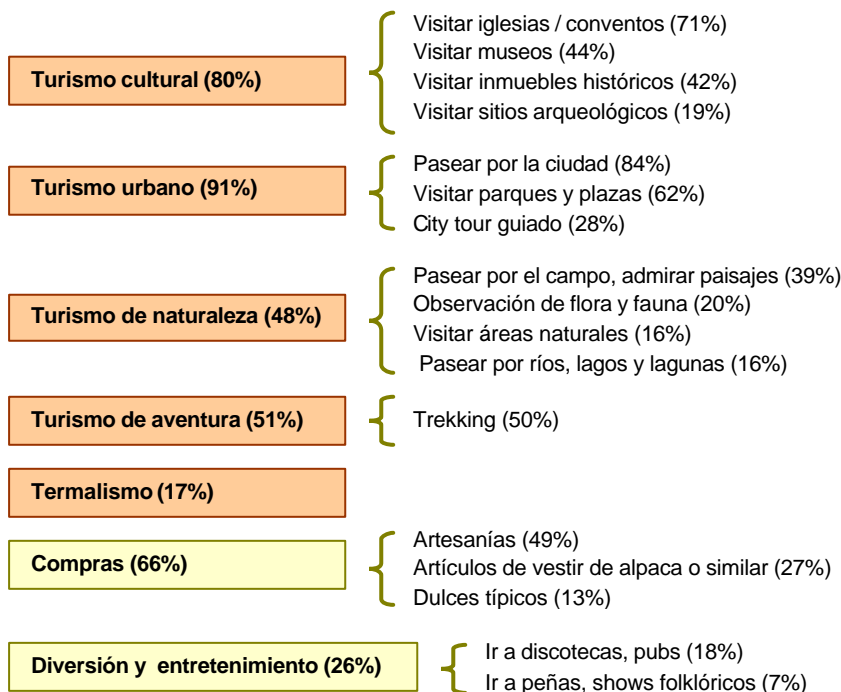 Turismo cultural (80%)
Visitar iglesias / conventos (71%)
Visitar museos (44%)
Visitar inmuebles históricos (42%)
Visitar sitios arqueológicos (19%)
Turismo urbano (91%)
Pasear por la ciudad (84%)
Visitar parques y plazas (62%)
City tour guiado (28%)
Turismo de naturaleza (48%)
Pasear por el campo, admirar paisajes (39%)
Observación de flora y fauna (20%)
Visitar áreas naturales (16%)
Pasear por ríos, lagos y lagunas (16%)
Turismo de aventura (51%)
Trekking (50%)
Termalismo (17%)
Compras (66%)
Artesanías (49%)
Artículos de vestir de alpaca o similar (27%)
Dulces típicos (13%)
Diversión y entretenimiento (26%)
Ir a discotecas, pubs (18%)
Ir a peñas, shows folklóricos (7%)